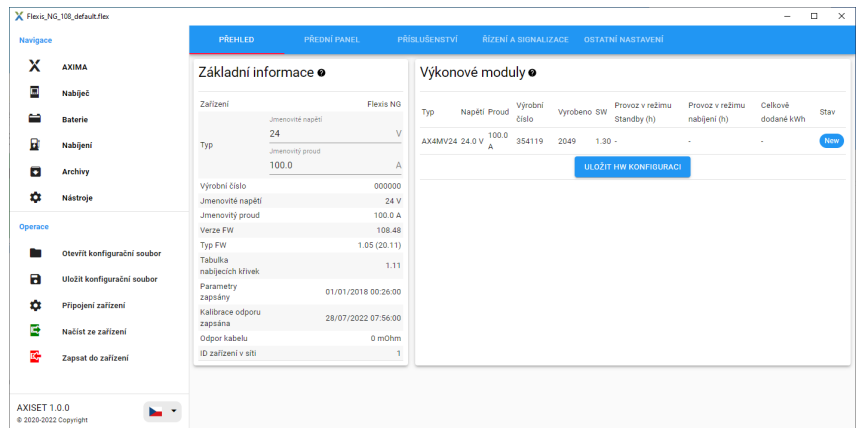 Flexis_NG_108_default.flex
Navigace
AXIMA
Nabíječ
Baterie
Nabíjení
Archivy
Nástroje
Operace
Otevřít konfigurační soubor
Uložit konfigurační soubor
Připojení zařízení
Načíst ze zařízení
Zapsat do zařízení
AXISET 1.0.0
© 2020-2022 Copyright
PŘEHLED PŘEDNÍ PANEL PŘÍSLUŠENSTVÍ ŘÍZENÍ A SIGNALIZACE OSTATNÍ NASTAVENÍ
Základní informace
Zařízení Flexis NG
Jmenovité napětí
24 V
Typ
Jmenovitý proud
100.0 A
Výrobní číslo 000000
Jmenovité napětí 24 V
Jmenovitý proud 100.0 A
Verze FW 108.48
Typ FW 1.05 (20.11)
Tabulka
nabíjecích křivek 1.11
Parametry
zapsány 01/01/2018 00:26:00
Kalibrace odporu
zapsána 28/07/2022 07:56:00
Odpor kabelu 0 mOhm
ID zařízení v síti 1
Výkonové moduly
Typ Napětí Proud Výrobní číslo Vyrobeno SW Provoz v režimu Standby (h) Provoz v režimu nabíjení (h) Celkově dodané kWh Stav
AX4MV24 24.0 V 100.0 A 354119 2049 1.30 - - - New
ULOŽIT HW KONFIGURACI